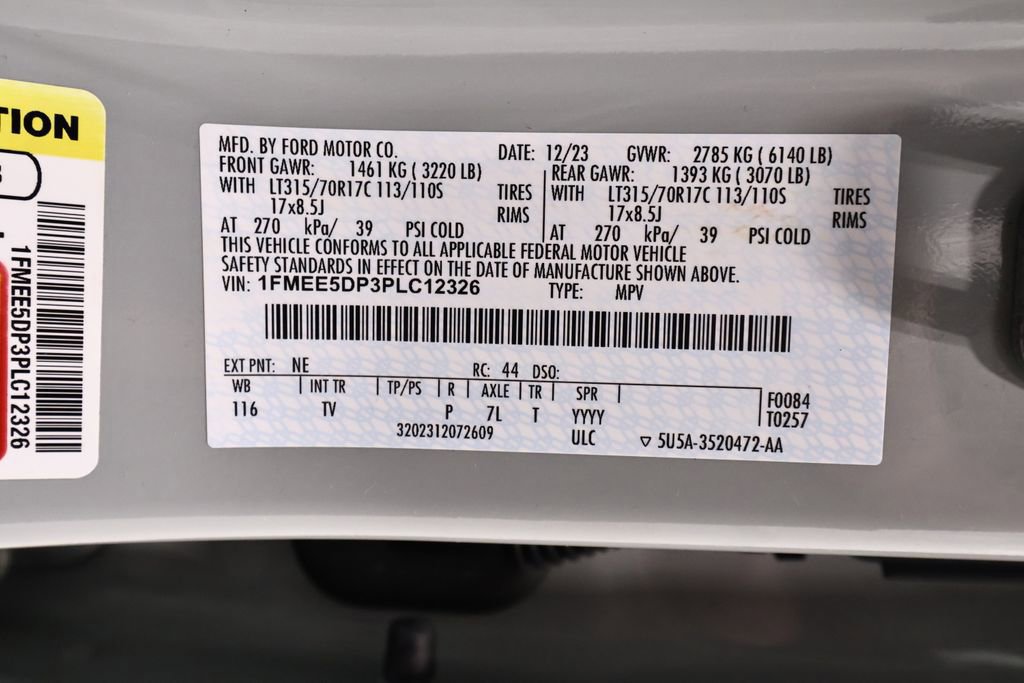 TION
1FMEE5DP3PLC12326
MFD. BY FORD MOTOR CO. DATE: 12/23 GVWR: 2785 KG ( 6140 LB)
FRONT GAWR: 1461 KG ( 3220 LB) REAR GAWR: 1393 KG ( 3070 LB)
WITH LT315/70R17C 113/110S TIRES WITH LT315/70R17C 113/110S TIRES
17x8.5J RIMS 17x8.5J RIMS
AT 270 kPa/ 39 PSI COLD AT 270 kPa/ 39 PSI COLD
THIS VEHICLE CONFORMS TO ALL APPLICABLE FEDERAL MOTOR VEHICLE
SAFETY STANDARDS IN EFFECT ON THE DATE OF MANUFACTURE SHOWN ABOVE.
VIN: 1FMEE5DP3PLC12326 TYPE: MPV
EXT PNT: NE RC: 44 DSO:
WB INT TR TP/PS R AXLE TR SPR
116 TV P 7L T YYYY
F0084
T0257
3202312072609 ULC ▽ 5U5A-3520472-AA